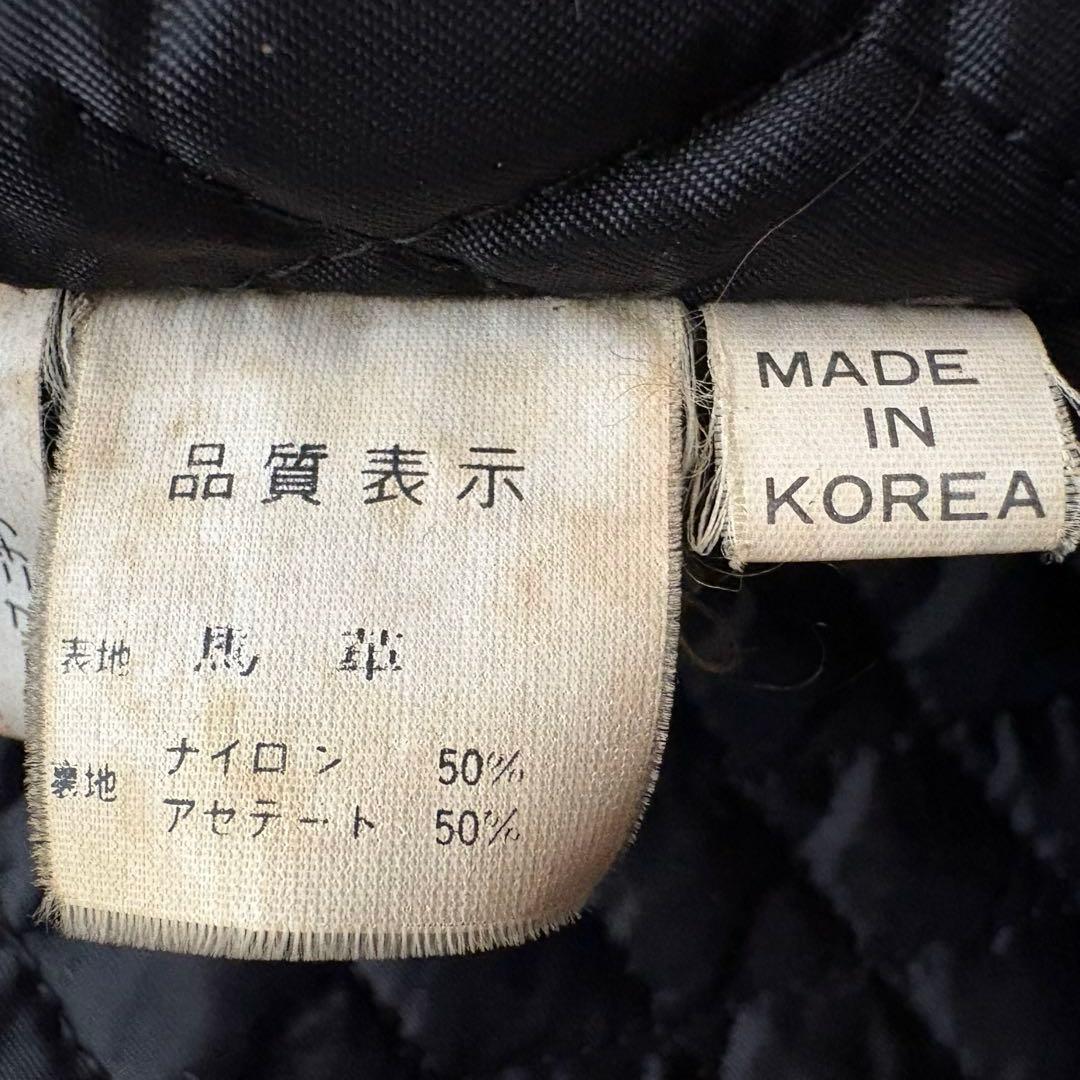 品質表示
表地 馬 革
裏地 ナイロン 50%
アセテート 50%
MADE
IN
KOREA